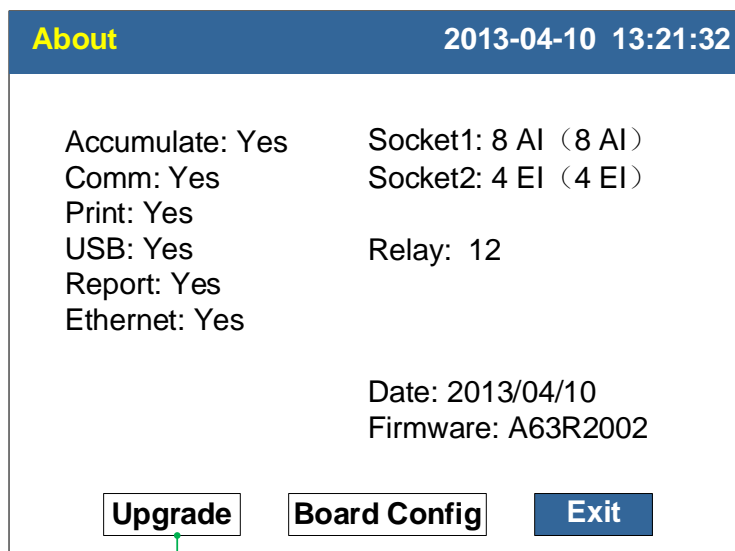 About 2013-04-10 13:21:32
Accumulate: Yes
Comm: Yes
Print: Yes
USB: Yes
Report: Yes
Ethernet: Yes
Socket1: 8 AI（8 AI）
Socket2: 4 EI（4 EI）
Relay: 12
Date: 2013/04/10
Firmware: A63R2002
Upgrade Board Config Exit